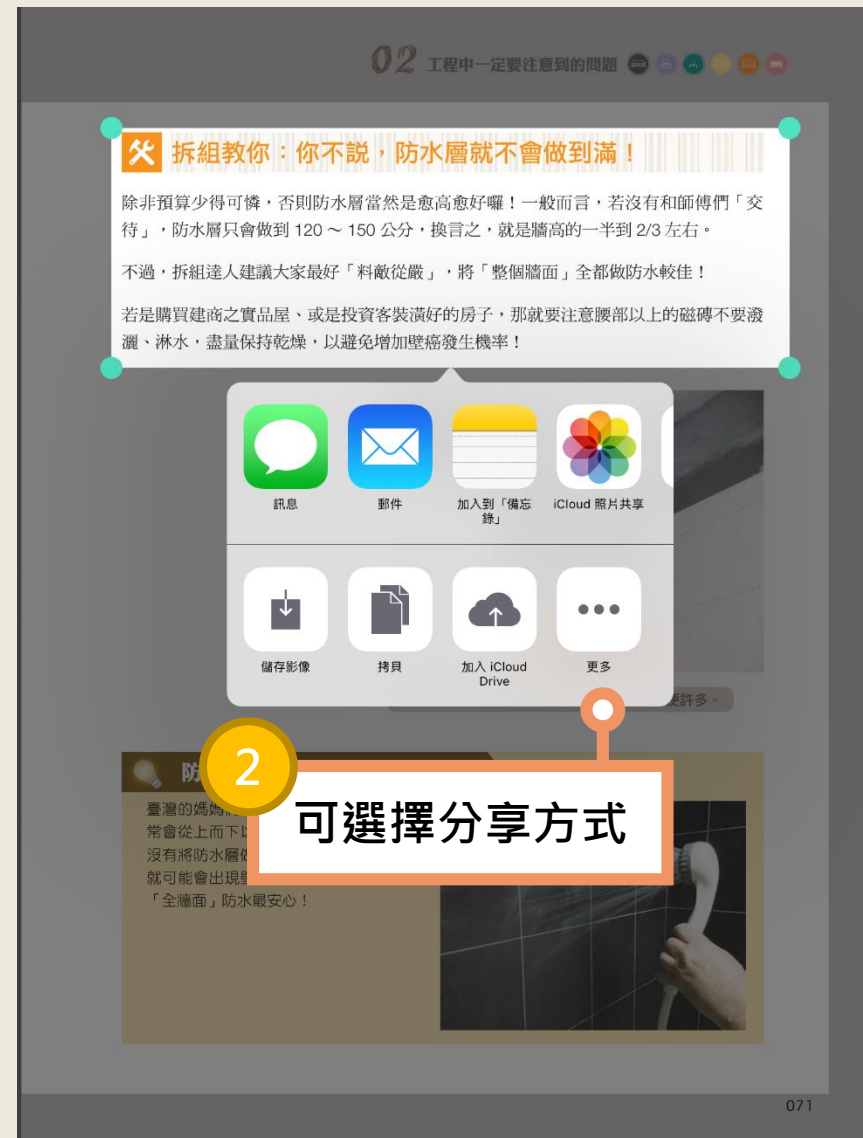 02 工程中一定要注意到的問題
拆組教你：你不説，防水層就不會做到滿！
除非預算少得可憐，否則防水層當然是愈高愈好囉！一般而言，若沒有和師傅們「交
待」，防水層只會做到 120 ～ 150 公分，換言之，就是牆高的一半到 2/3 左右。
不過，拆組達人建議大家最好「料敵從嚴」，將「整個牆面」全都做防水較佳！
若是購買建商之實品屋、或是投資客裝潢好的房子，那就要注意腰部以上的磁磚不要潑
灑、淋水，盡量保持乾燥，以避免增加壁癌發生機率！
訊息
郵件
加入到「備忘
錄」
iCloud 照片共享
儲存影像
拷貝
加入 iCloud
Drive
更多
便許多。
2
可選擇分享方式
防
臺灣的媽媽
常會從上而下
沒有將防水層
就可能會出現
「全牆面」防水最安心！
071